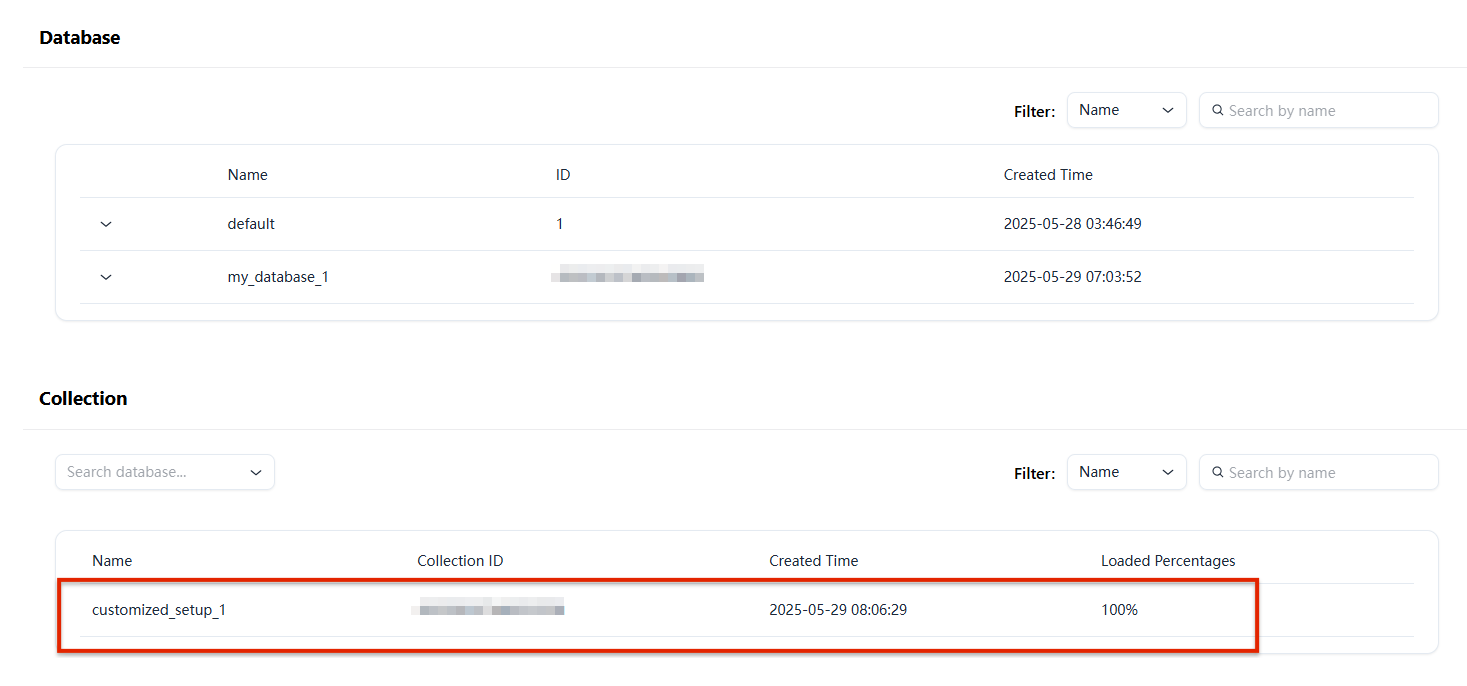 Database
Filter: Name Search by name
Name ID Created Time
default 1 2025-05-28 03:46:49
my_database_1 2025-05-29 07:03:52
Collection
Search database... Filter: Name Search by name
Name Collection ID Created Time Loaded Percentages
customized_setup_1 2025-05-29 08:06:29 100%